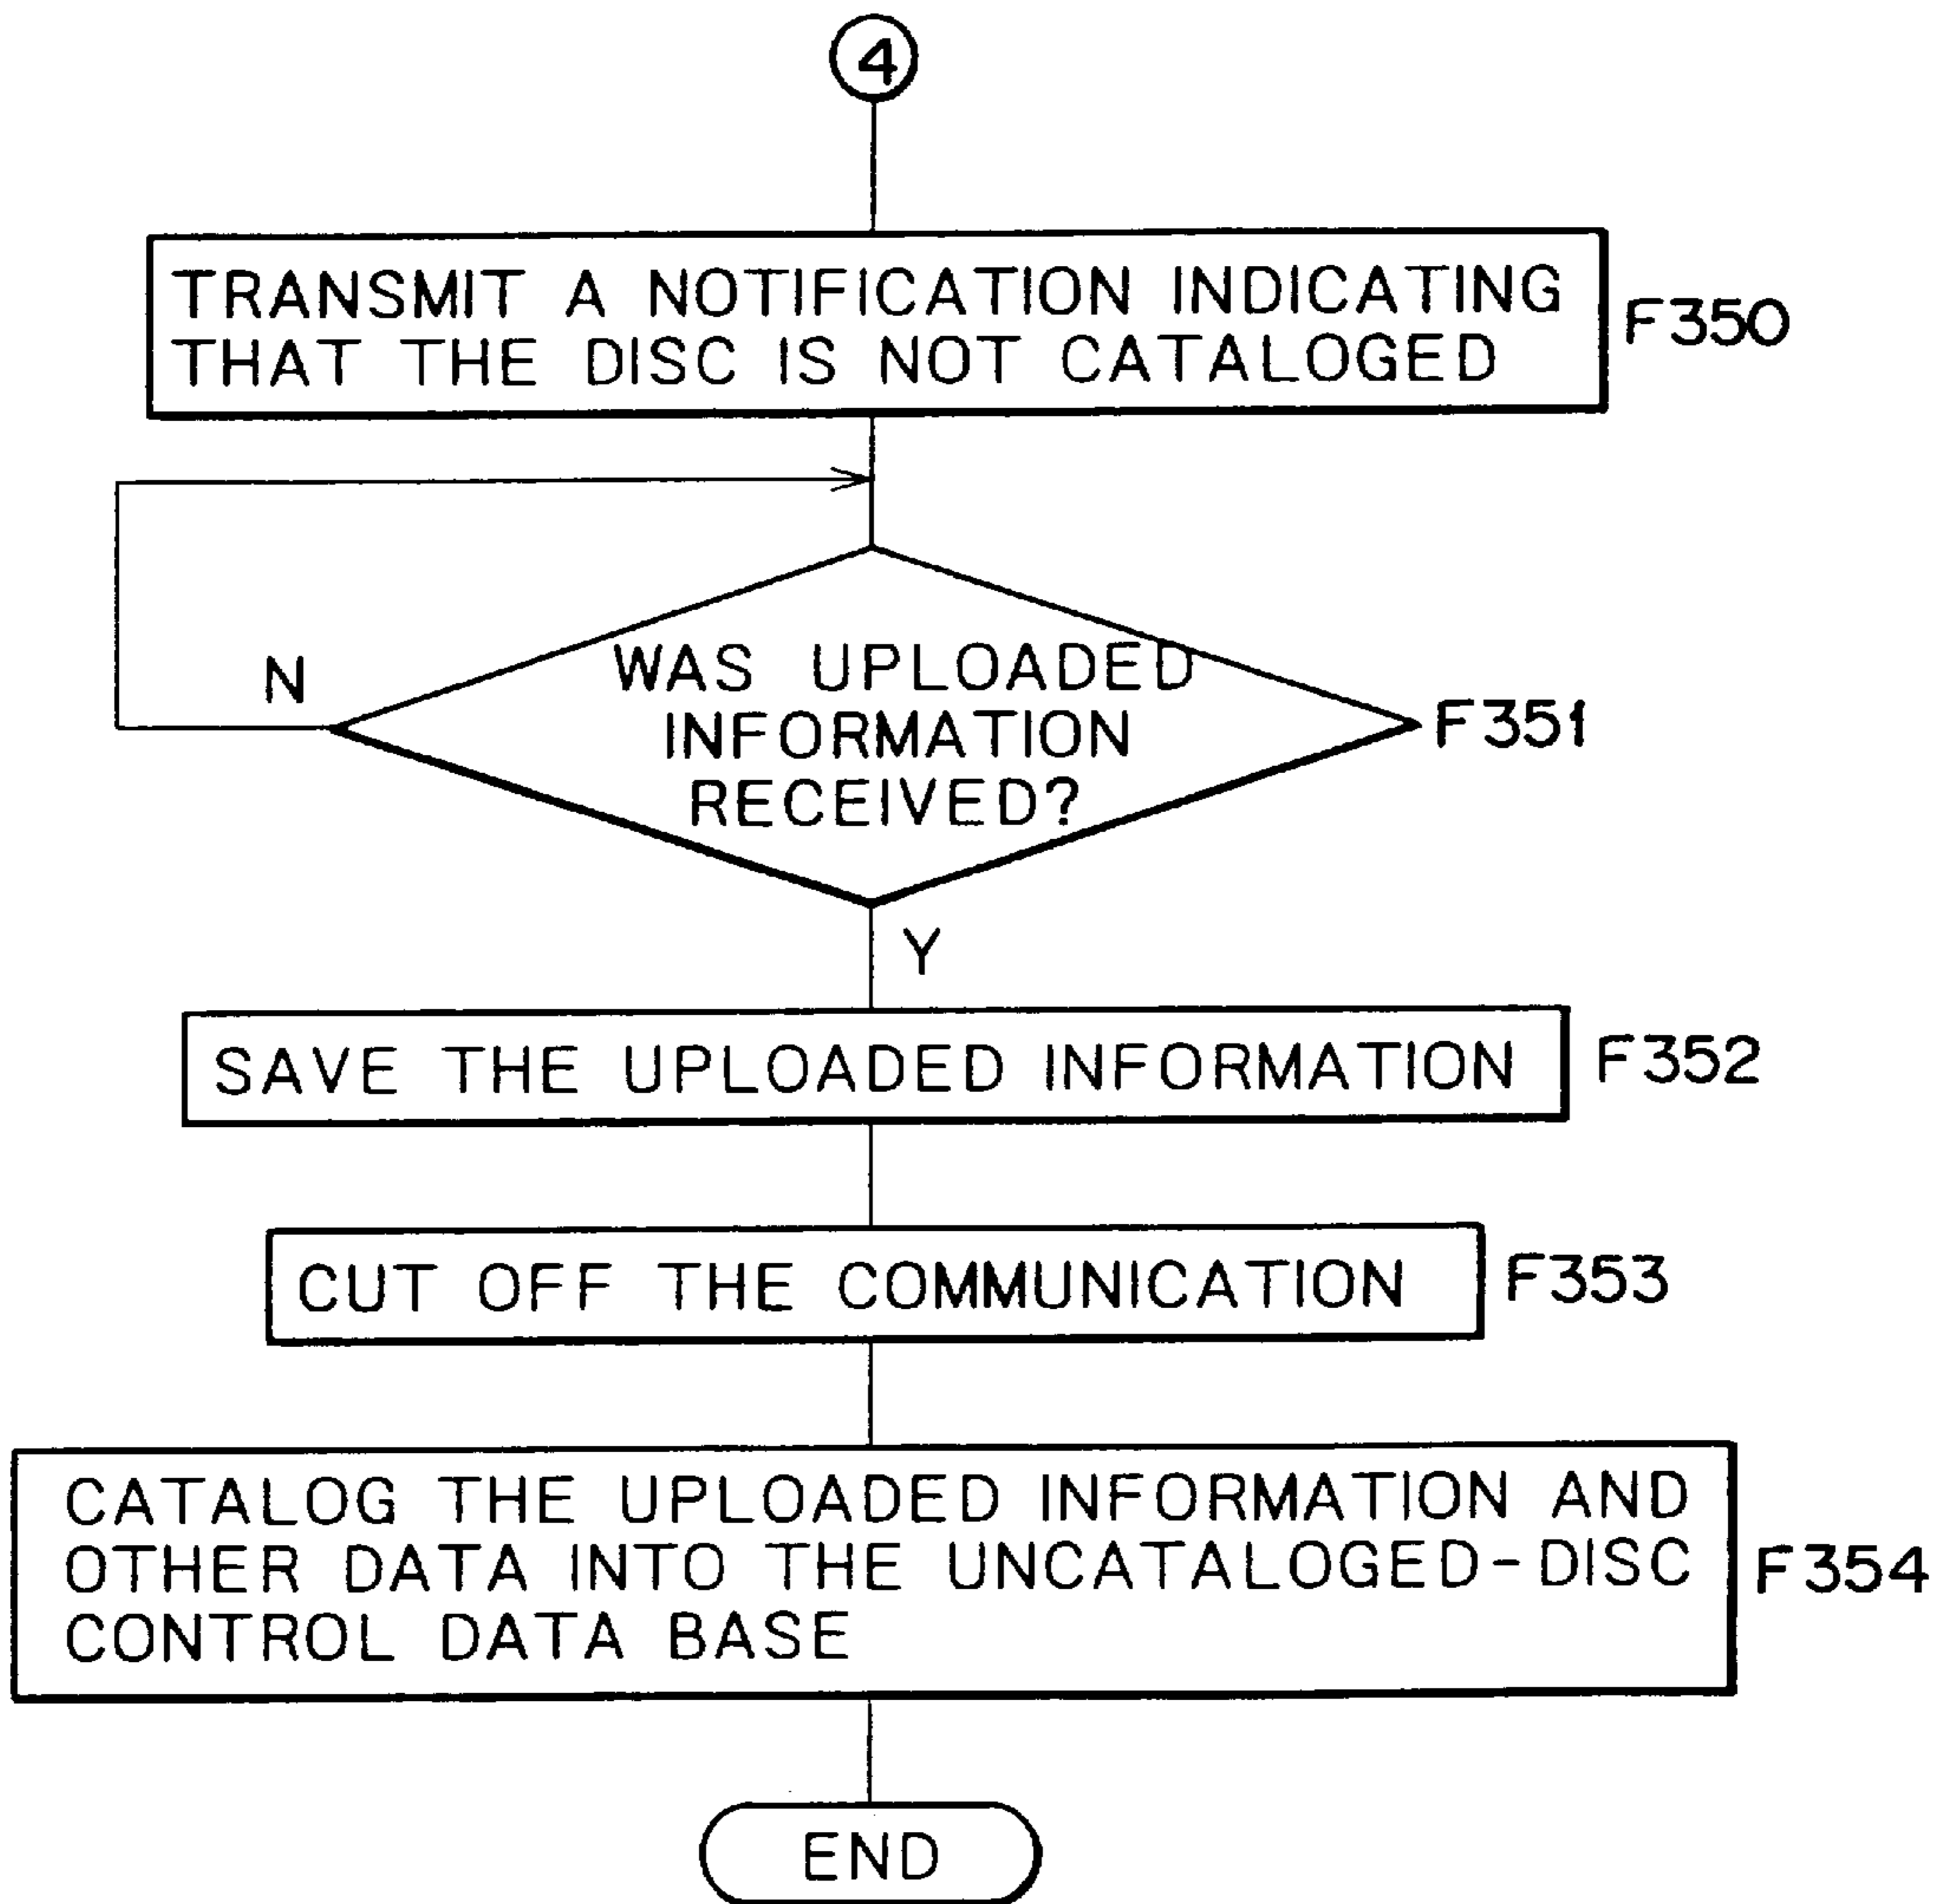 4
TRANSMIT A NOTIFICATION INDICATING
THAT THE DISC IS NOT CATALOGED
F350
N
WAS UPLOADED
INFORMATION
RECEIVED?
F351
Y
SAVE THE UPLOADED INFORMATION
F352
CUT OFF THE COMMUNICATION
F353
CATALOG THE UPLOADED INFORMATION AND
OTHER DATA INTO THE UNCATALOGED-DISC
CONTROL DATA BASE
F354
END